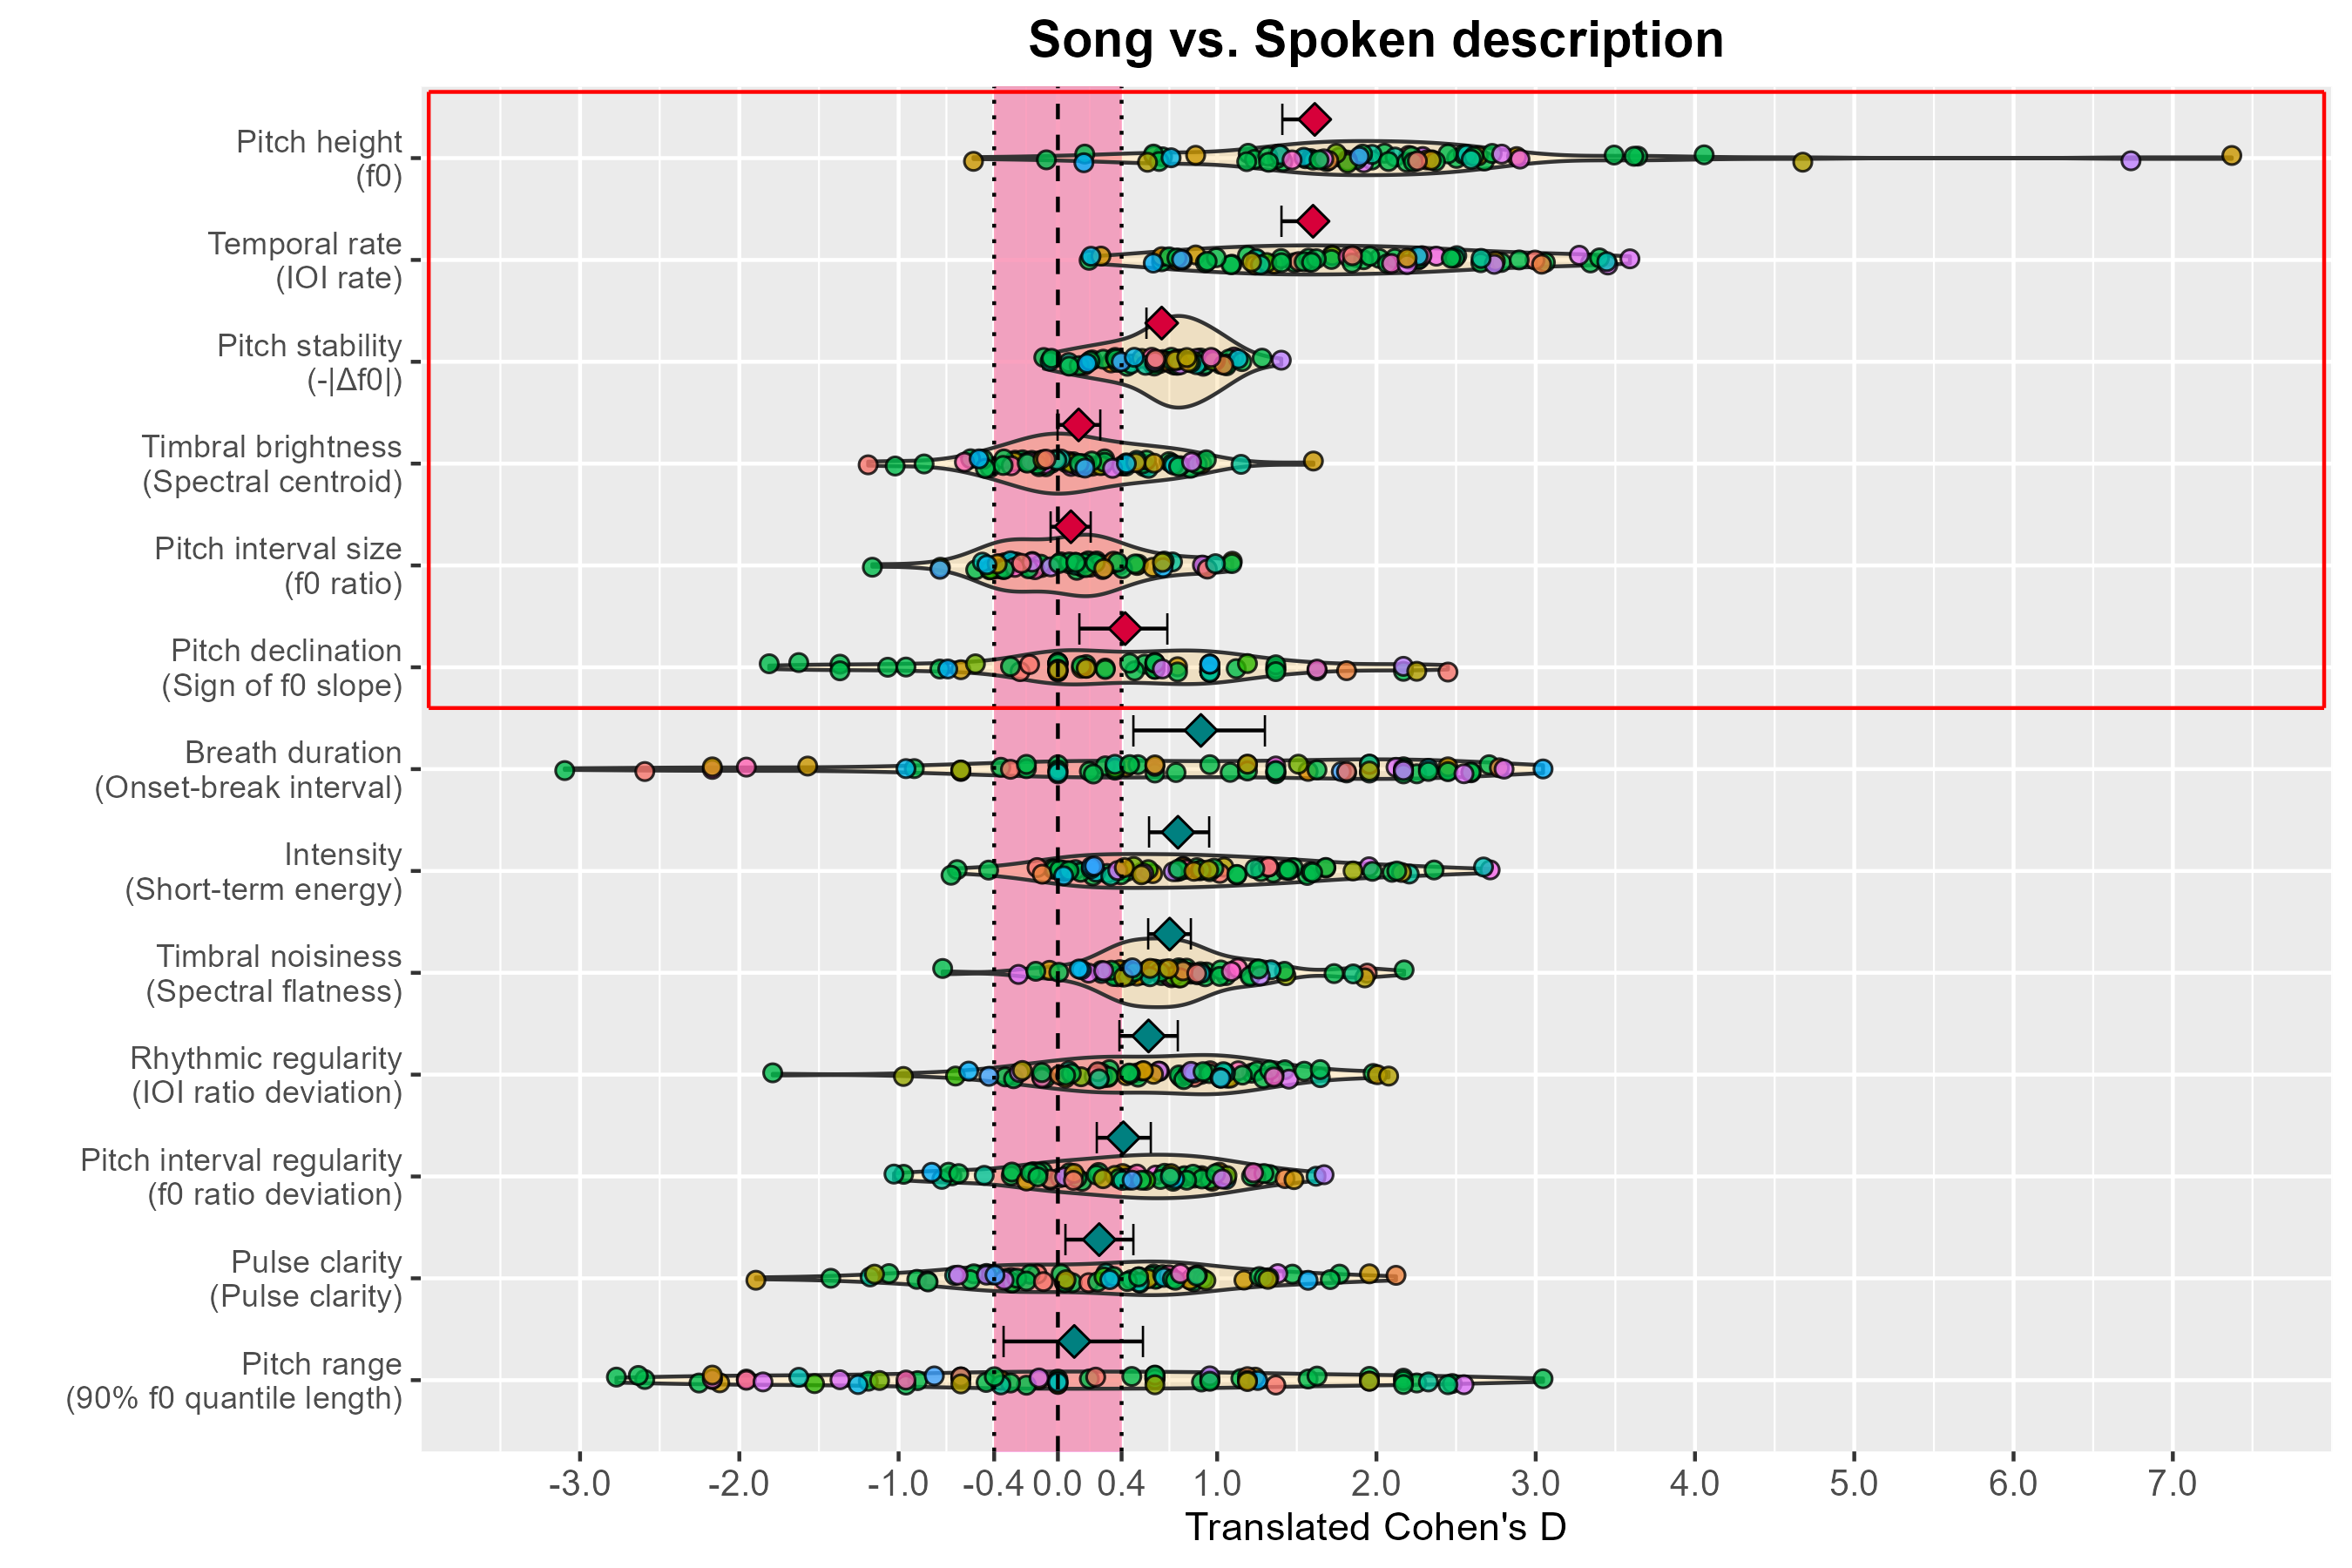 Song vs. Spoken description
Pitch height
(f0)
Temporal rate
(IOI rate)
Pitch stability
(-|Δf0|)
Timbral brightness
(Spectral centroid)
Pitch interval size
(f0 ratio)
Pitch declination
(Sign of f0 slope)
Breath duration
(Onset-break interval)
Intensity
(Short-term energy)
Timbral noisiness
(Spectral flatness)
Rhythmic regularity
(IOI ratio deviation)
Pitch interval regularity
(f0 ratio deviation)
Pulse clarity
(Pulse clarity)
Pitch range
(90% f0 quantile length)
-3.0 -2.0 -1.0 -0.4 0.0 0.4 1.0 2.0 3.0 4.0 5.0 6.0 7.0
Translated Cohen's D